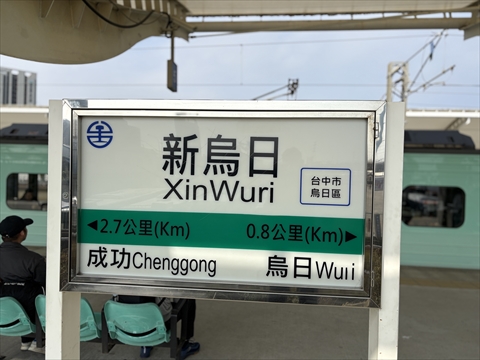 新烏日
XinWuri
台中市
烏日區
◀2.7公里(Km) 0.8公里(Km)▶
成功Chenggong 烏日Wuri